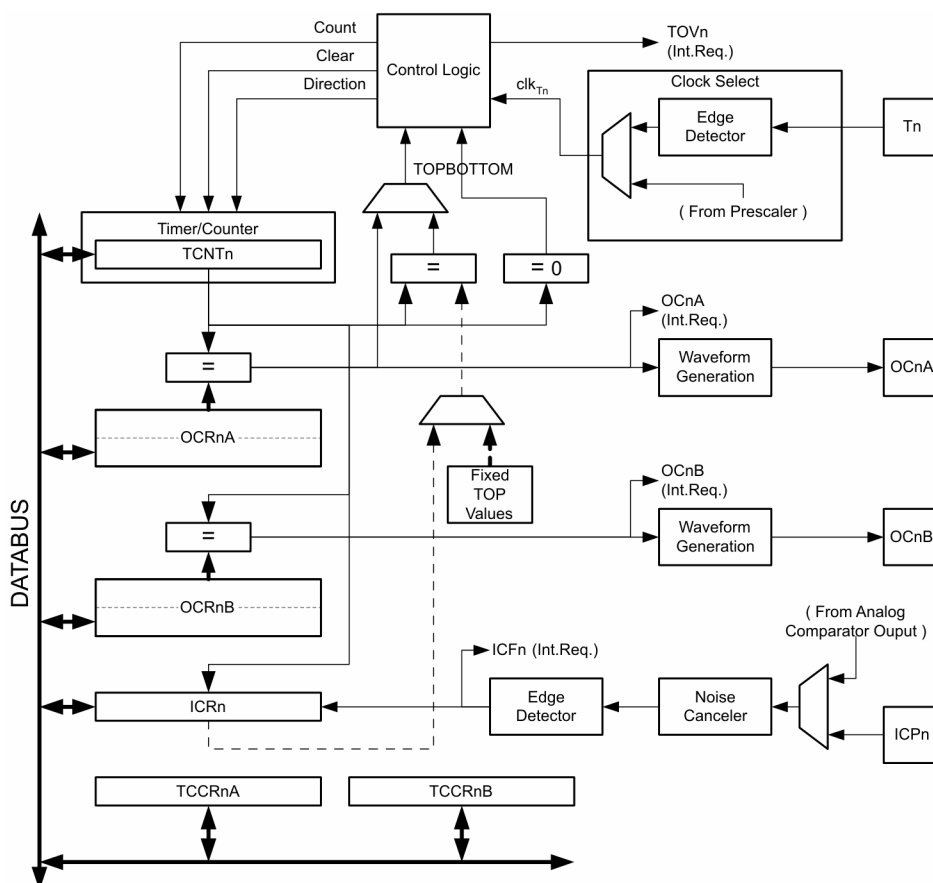 Count
Clear
Direction
Control Logic
TOVn
(Int.Req.)
clkTn
Clock Select
Edge
Detector
Tn
( From Prescaler )
TOPBOTTOM
Timer/Counter
TCNTn
=
= 0
OCnA
(Int.Req.)
=
Waveform
Generation
OCnA
OCRnA
Fixed
TOP
Values
OCnB
(Int.Req.)
=
Waveform
Generation
OCnB
DATABUS
OCRnB
( From Analog
Comparator Ouput )
ICFn (Int.Req.)
ICRn
Edge
Detector
Noise
Canceler
ICPn
TCCRnA
TCCRnB